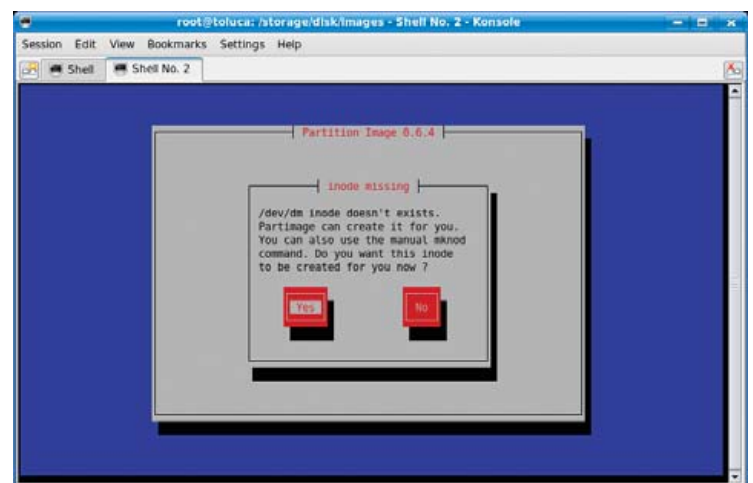 root@toluca: /storage/disk/images - Shell No. 2 - Konsole
Session Edit View Bookmarks Settings Help
Shell Shell No. 2
Partition Image 0.6.4
inode missing
/dev/dm inode doesn't exists.
Partimage can create it for you.
You can also use the manual mknod
command. Do you want this inode
to be created for you now ?
Yes No